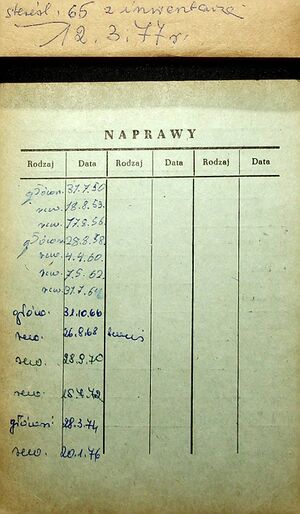 skreśl. 65 z inwentarza
12.3.77r.
NAPRAWY
Rodzaj Data Rodzaj Data Rodzaj Data
główn. 31.7.50
rew. 18.8.53.
rew. 17.8.56.
główn. 28.8.58.
rew. 4.4.60.
rew. 7.5.62.
rew. 31.7.64
główn. 31.10.66
rew. 26.9.68
rew. 28.9.70
rew. 18.9.72
główn. 28.3.74
rew. 20.1.76